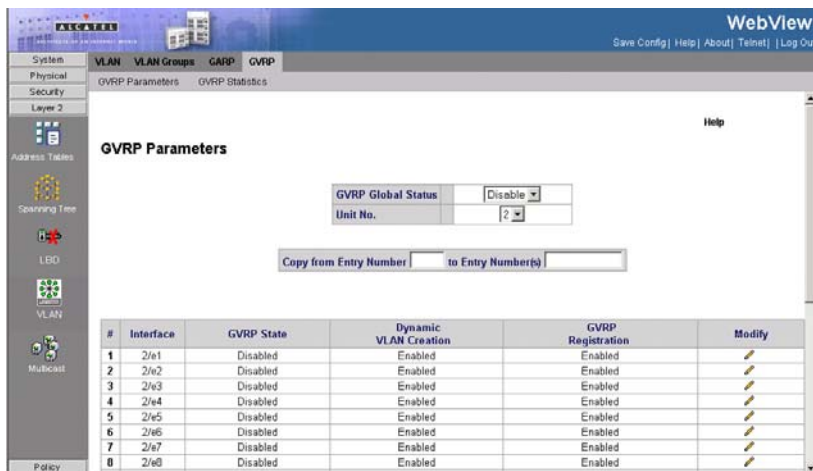 ALCATEL
WebView
Save Config| Help| About| Telnet| |Log Ou
System
Physical
Security
Layer 2
Address Tables
Spanning Tree
LBD
VLAN
Multicast
Policy
VLAN VLAN Groups GARP GVRP
GVRP Parameters GVRP Statistics
Help
GVRP Parameters
GVRP Global Status Disable
Unit No. 2
Copy from Entry Number to Entry Number(s)
# Interface GVRP State Dynamic VLAN Creation GVRP Registration Modify
1 2/e1 Disabled Enabled Enabled
2 2/e2 Disabled Enabled Enabled
3 2/e3 Disabled Enabled Enabled
4 2/e4 Disabled Enabled Enabled
5 2/e5 Disabled Enabled Enabled
6 2/e6 Disabled Enabled Enabled
7 2/e7 Disabled Enabled Enabled
8 2/e8 Disabled Enabled Enabled